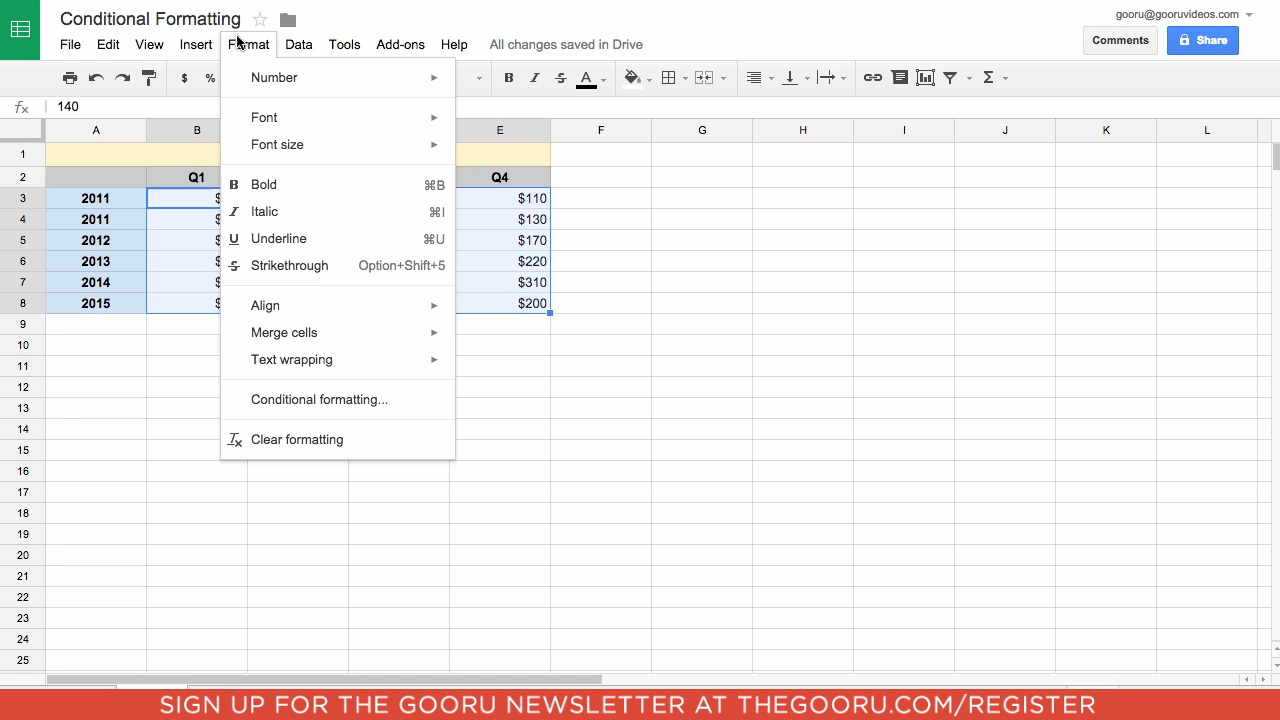 Conditional Formatting
gooru@gooruvideos.com
File Edit View Insert Format Data Tools Add-ons Help All changes saved in Drive
Comments
Share
$ % B I S A Σ
fx 140
A B E F G H I J K L
Number
Font
Font size
Bold ⌘B
Italic ⌘I
Underline ⌘U
Strikethrough Option+Shift+5
Align
Merge cells
Text wrapping
Conditional formatting...
Clear formatting
1
2 Q1 Q4
3 2011 $ $110
4 2011 $ $130
5 2012 $ $170
6 2013 $ $220
7 2014 $ $310
8 2015 $ $200
9
10
11
12
13
14
15
16
17
18
19
20
21
22
23
24
25
SIGN UP FOR THE GOORU NEWSLETTER AT THEGOORU.COM/REGISTER